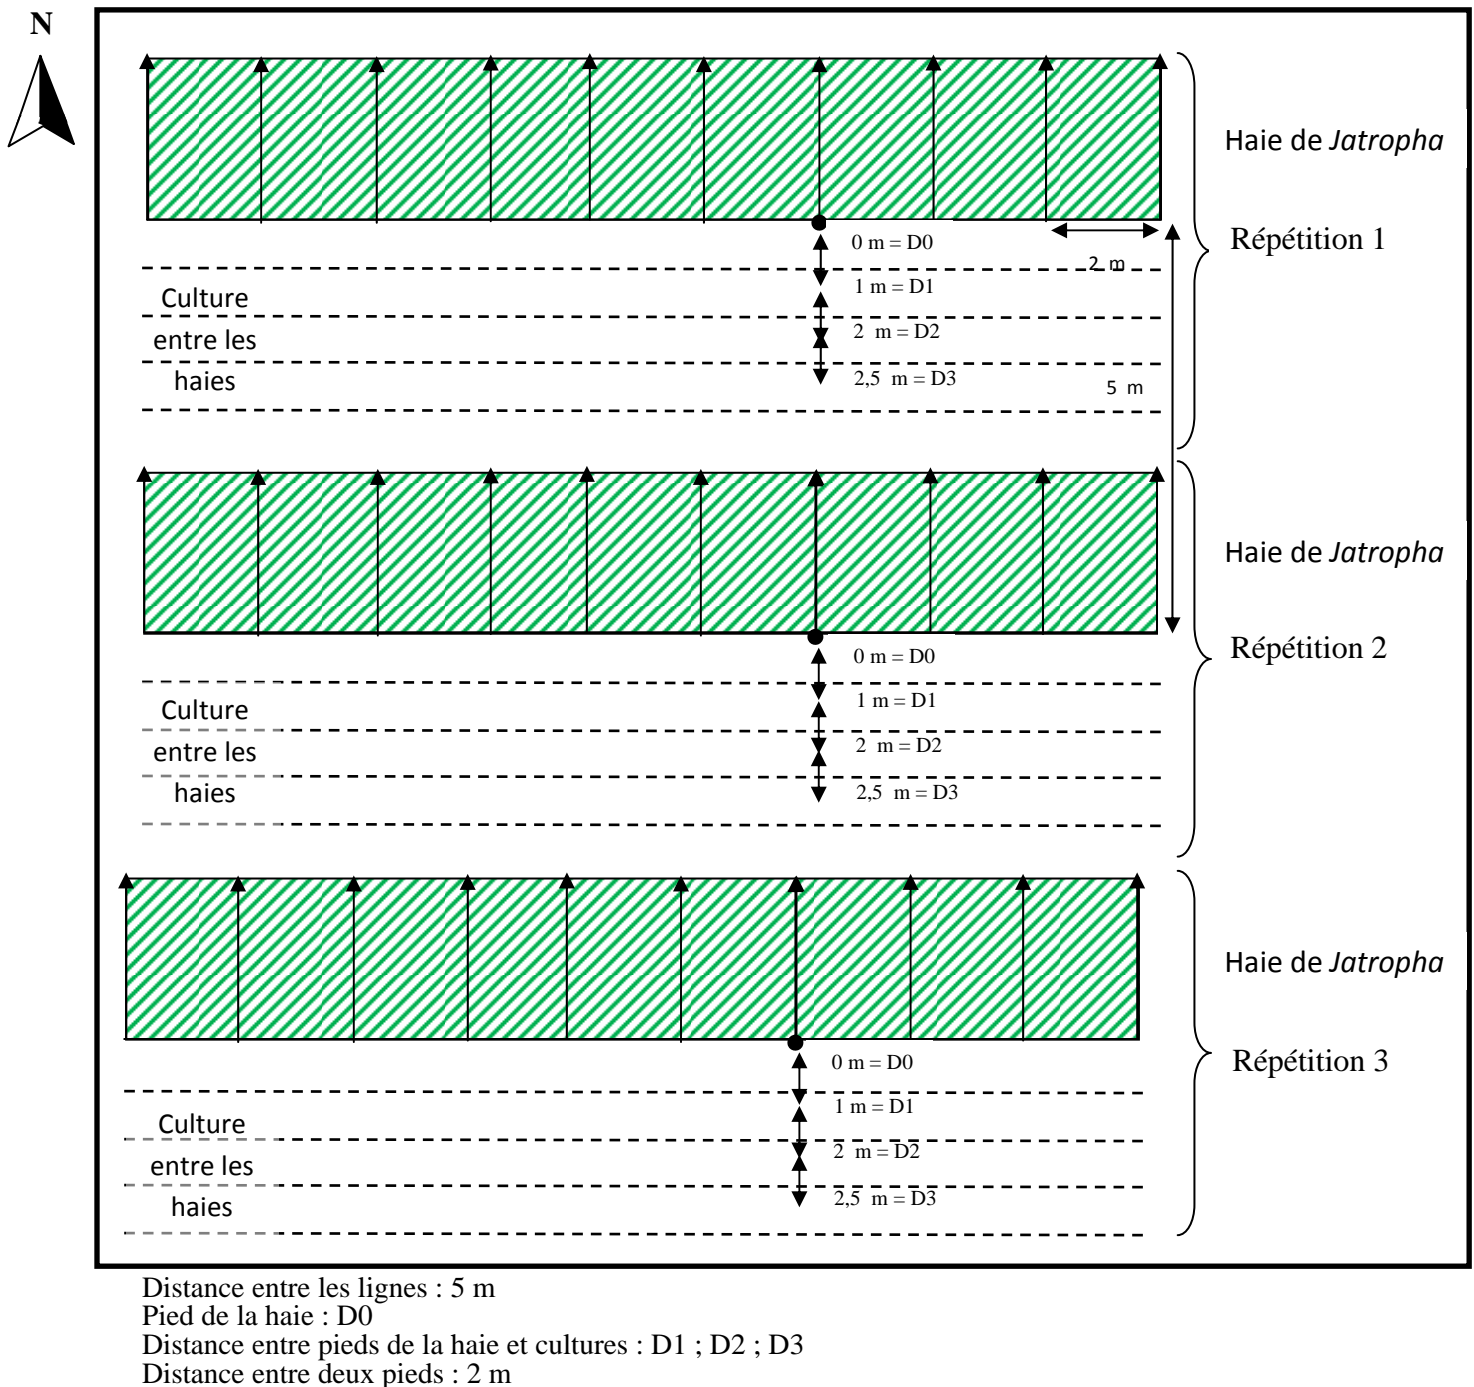 N
Haie de Jatropha
Répétition 1
0 m = D0
2 m
1 m = D1
Culture
2 m = D2
entre les
2,5 m = D3
haies
5 m
Haie de Jatropha
Répétition 2
0 m = D0
1 m = D1
Culture
2 m = D2
entre les
2,5 m = D3
haies
Haie de Jatropha
Répétition 3
0 m = D0
1 m = D1
Culture
2 m = D2
entre les
2,5 m = D3
haies
Distance entre les lignes : 5 m
Pied de la haie : D0
Distance entre pieds de la haie et cultures : D1 ; D2 ; D3
Distance entre deux pieds : 2 m